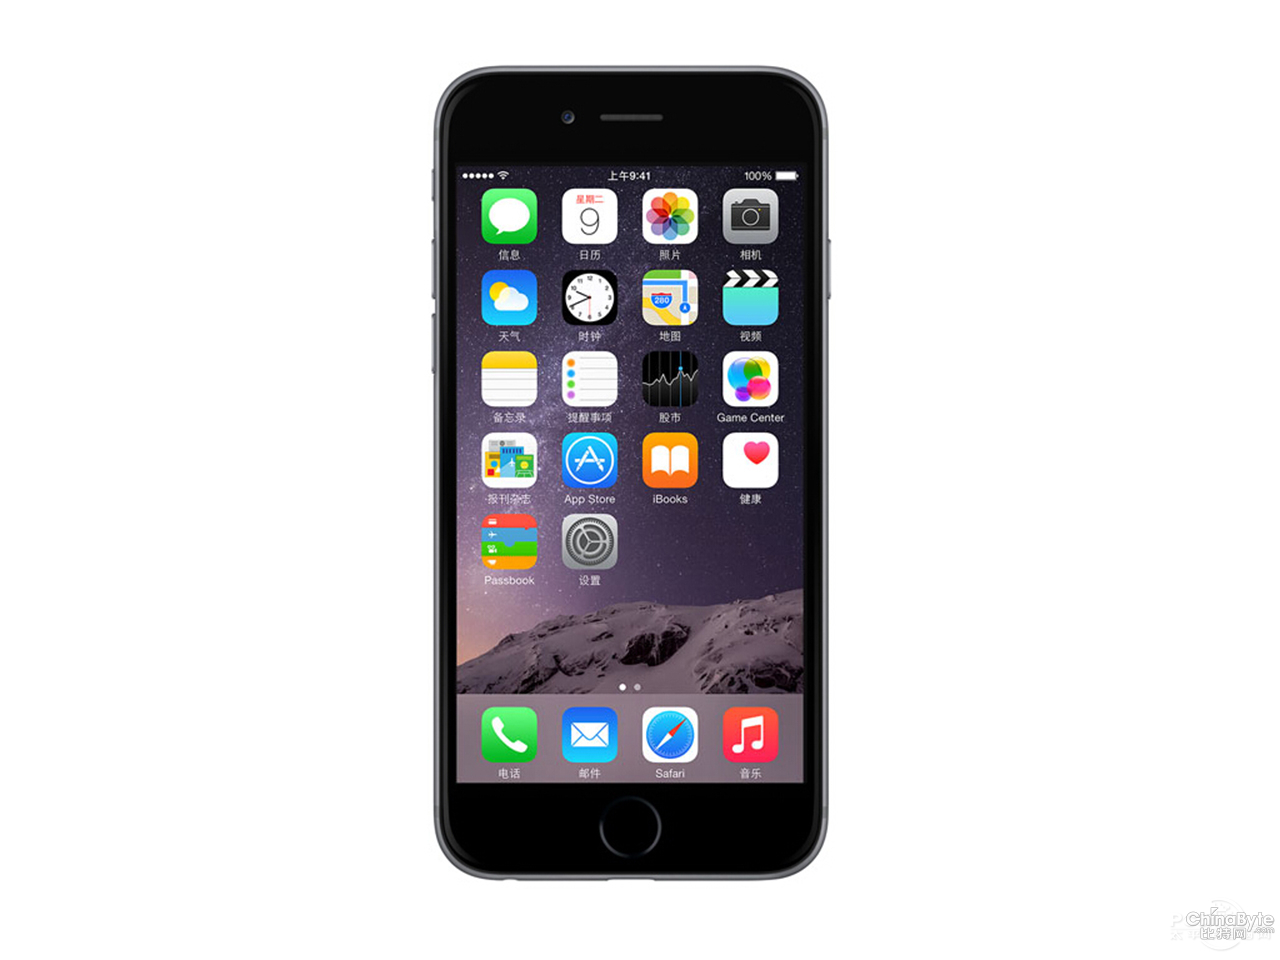 上午9:41
100%
星期二
9
信息
日历
照片
相机
280
天气
时钟
地图
视频
备忘录
提醒事项
股市
Game Center
报刊杂志
App Store
iBooks
健康
Passbook
设置
电话
邮件
Safari
音乐
ChinaByte
比特网.com